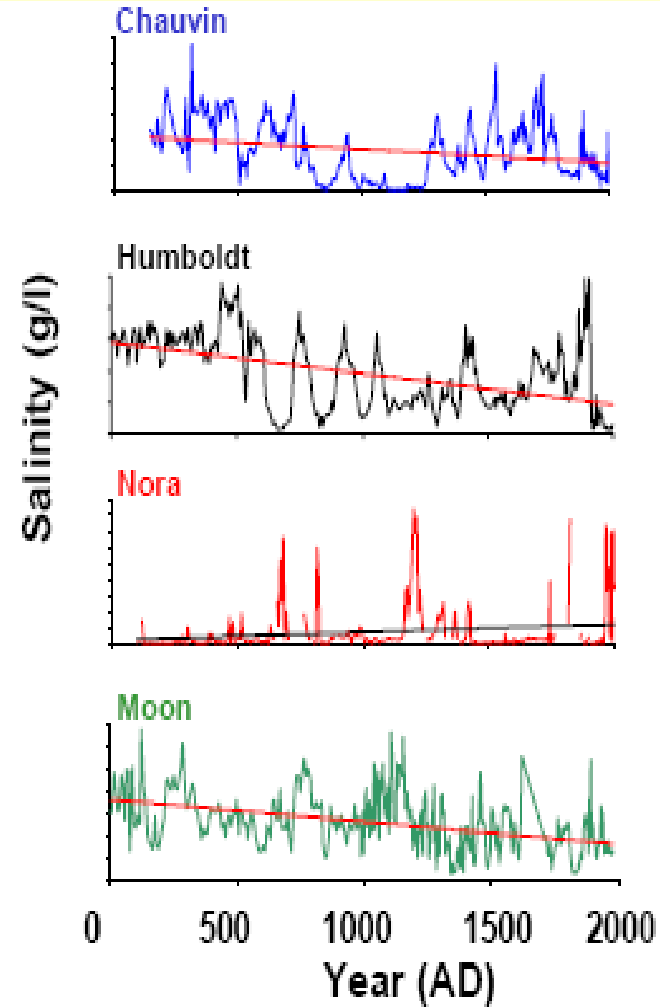 Chauvin
Humboldt
Salinity (g/l)
Nora
Moon
0 500 1000 1500 2000
Year (AD)